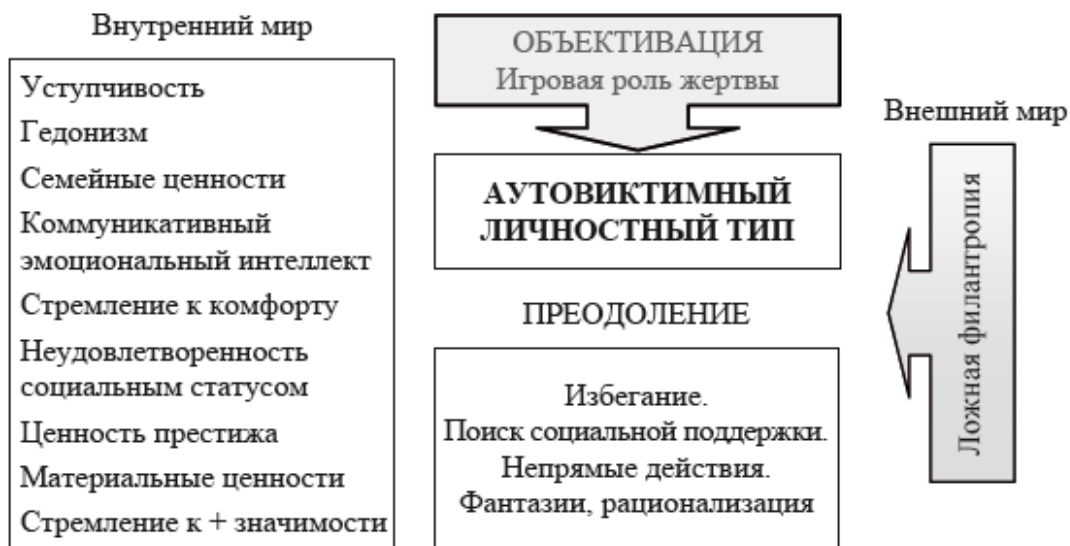 Внутренний мир
Уступчивость
Гедонизм
Семейные ценности
Коммуникативный
эмоциональный интеллект
Стремление к комфорту
Неудовлетворенность
социальным статусом
Ценность престижа
Материальные ценности
Стремление к + значимости
ОБЪЕКТИВАЦИЯ
Игровая роль жертвы
АУТОВИКТИМНЫЙ
ЛИЧНОСТНЫЙ ТИП
ПРЕОДОЛЕНИЕ
Избегание.
Поиск социальной поддержки.
Непрямые действия.
Фантазии, рационализация
Внешний мир
Ложная филантропия